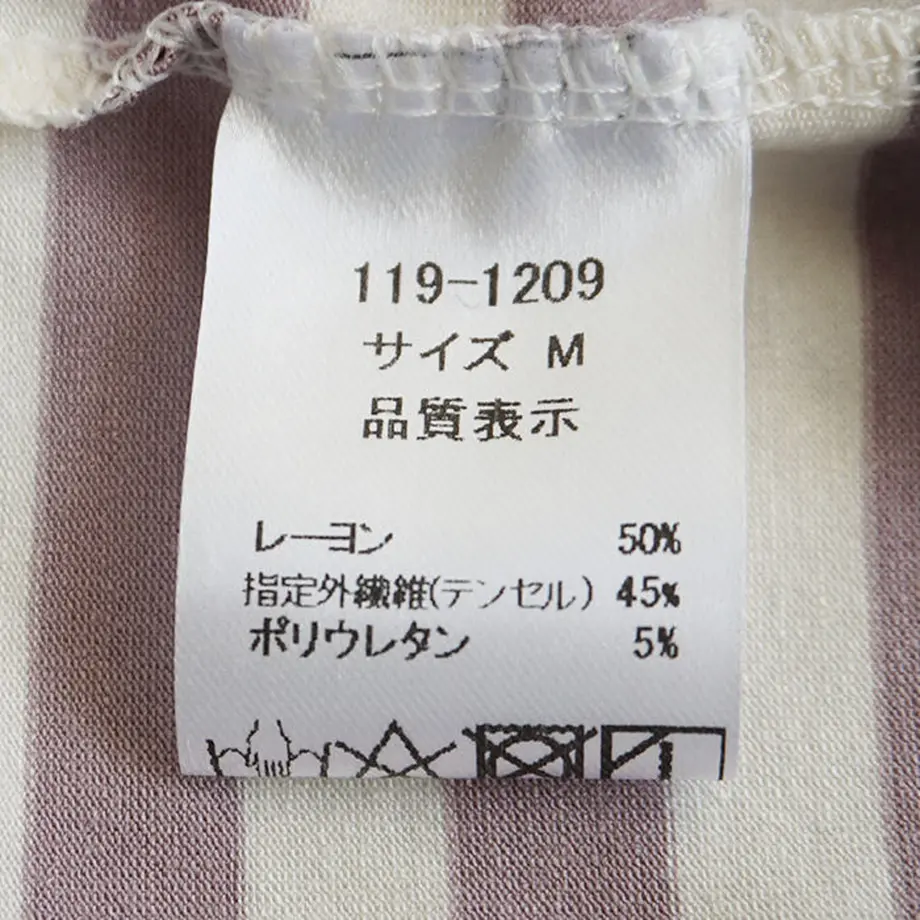 119-1209
サイズ M
品質表示
レーヨン 50%
指定外繊維(テンセル) 45%
ポリウレタン 5%